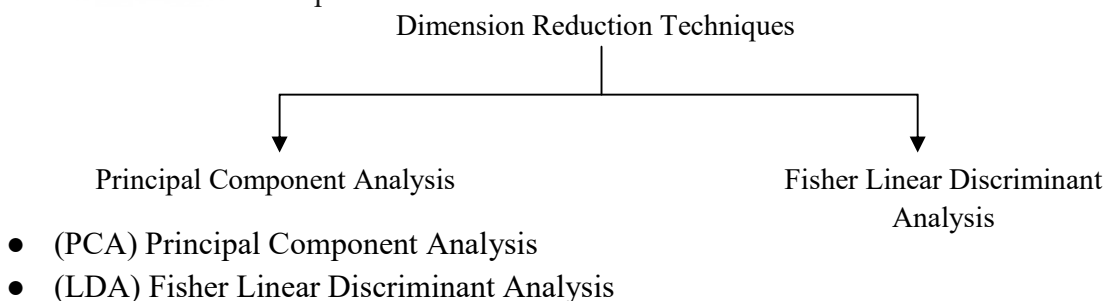 Dimension Reduction Techniques
Principal Component Analysis
Fisher Linear Discriminant
Analysis
● (PCA) Principal Component Analysis
● (LDA) Fisher Linear Discriminant Analysis